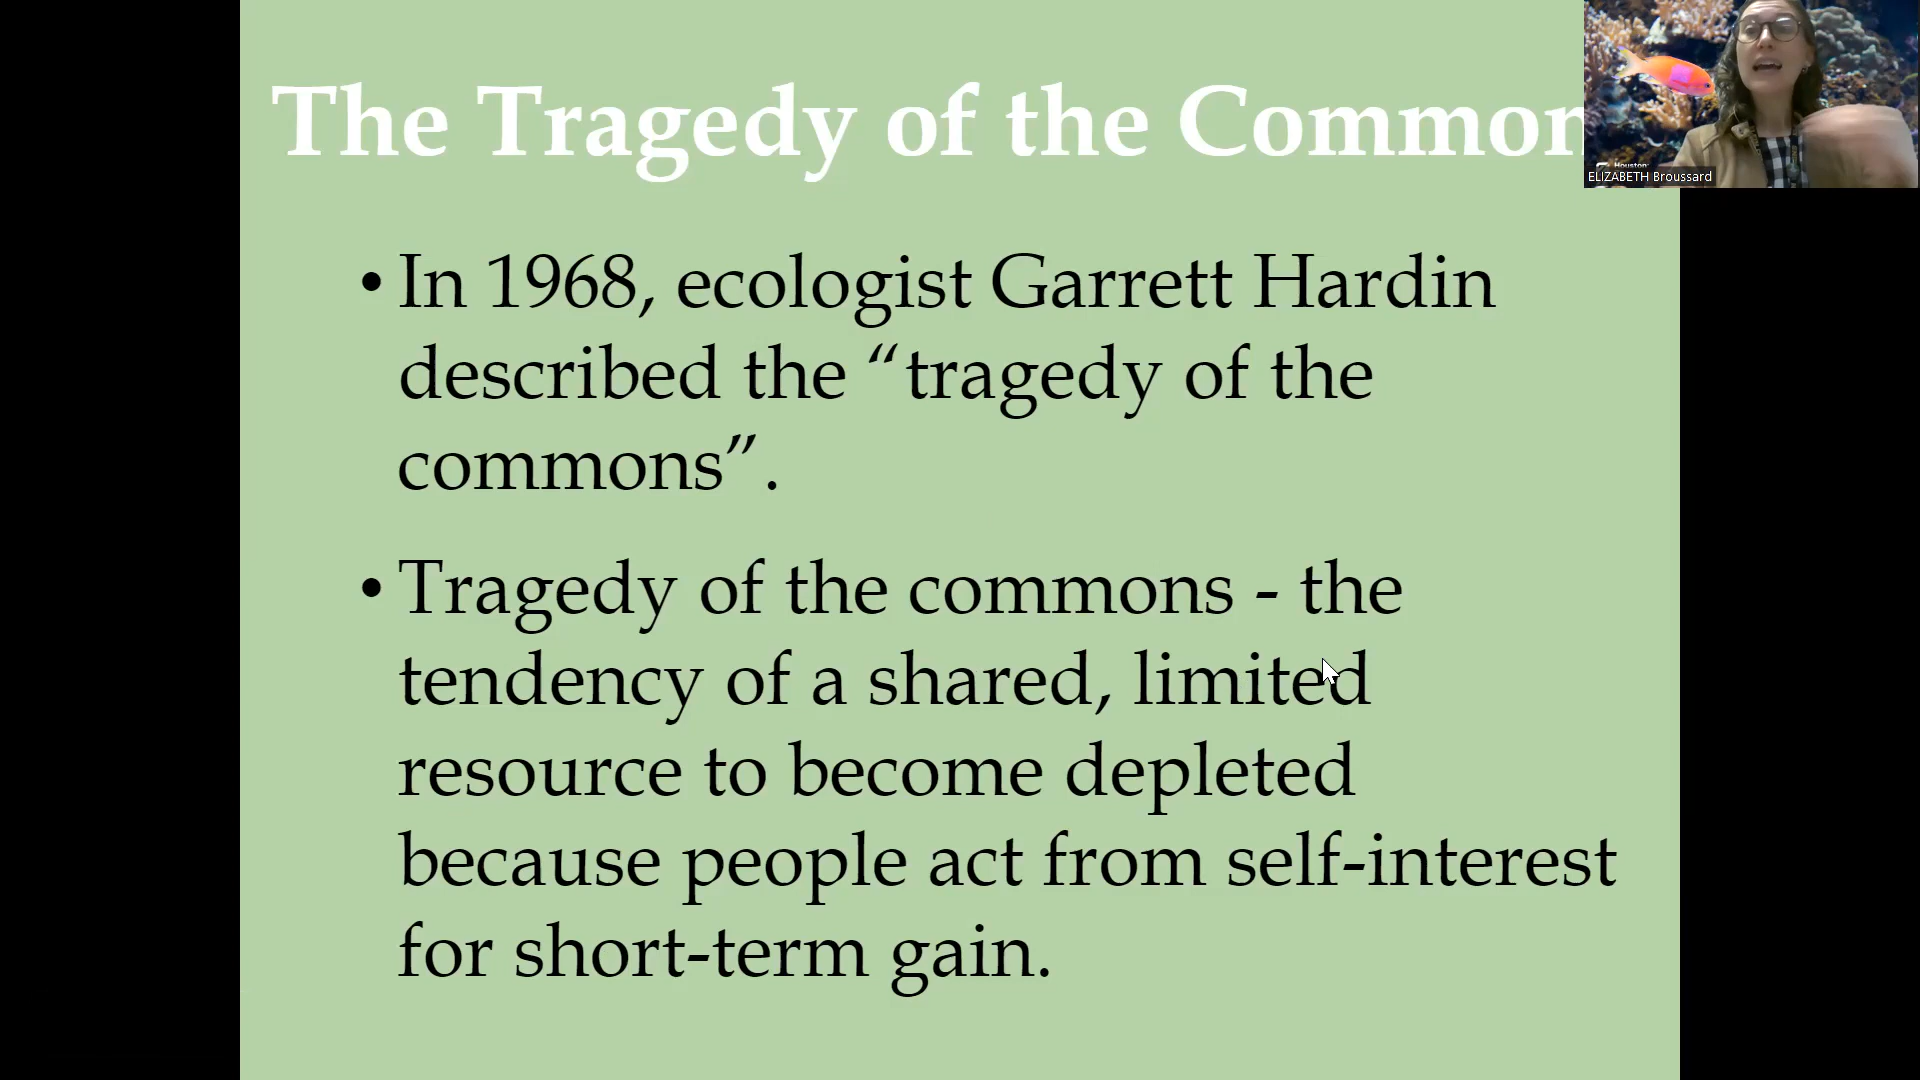 The Tragedy of the Common
Houston
ELIZABETH Broussard
• In 1968, ecologist Garrett Hardin
described the “tragedy of the
commons”.
• Tragedy of the commons - the
tendency of a shared, limited
resource to become depleted
because people act from self-interest
for short-term gain.